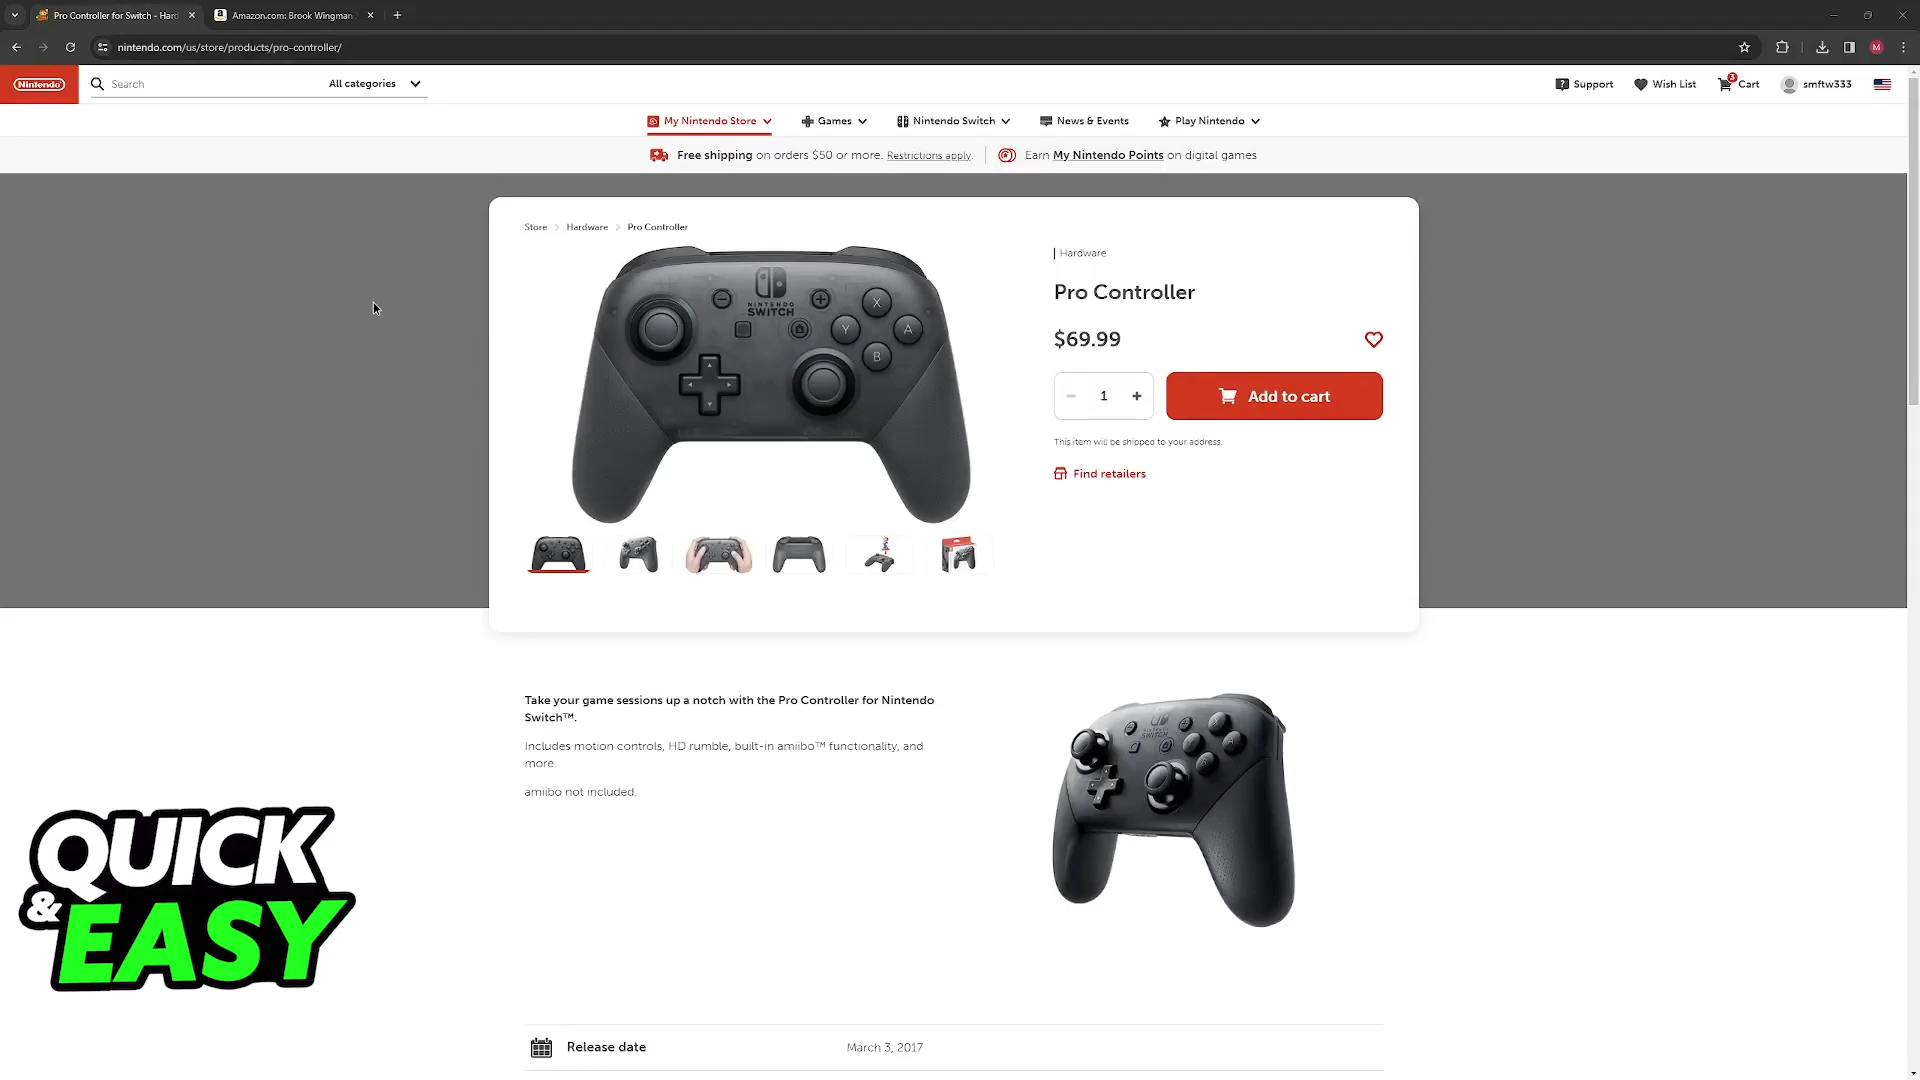 Pro Controller for Switch - Hard
Amazon.com: Brook Wingman
nintendo.com/us/store/products/pro-controller/
M
Nintendo
Search
All categories
Support
Wish List
3
Cart
smftw333
My Nintendo Store
Games
Nintendo Switch
News & Events
Play Nintendo
Free shipping on orders $50 or more. Restrictions apply.
Earn My Nintendo Points on digital games
Store
Hardware
Pro Controller
NINTENDO
SWITCH
X
Y
A
B
Hardware
Pro Controller
$69.99
1
Add to cart
This item will be shipped to your address.
Find retailers
Take your game sessions up a notch with the Pro Controller for Nintendo
Switch™.
Includes motion controls, HD rumble, built-in amiibo™ functionality, and
more.
amiibo not included.
QUICK
& EASY
Release date
March 3, 2017